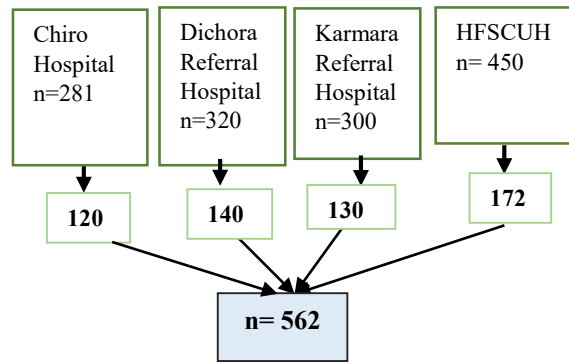 Chiro
Hospital
n=281
Dichora
Referral
Hospital
n=320
Karmara
Referral
Hospital
n=300
HFSCUH
n= 450
120
140
130
172
n= 562